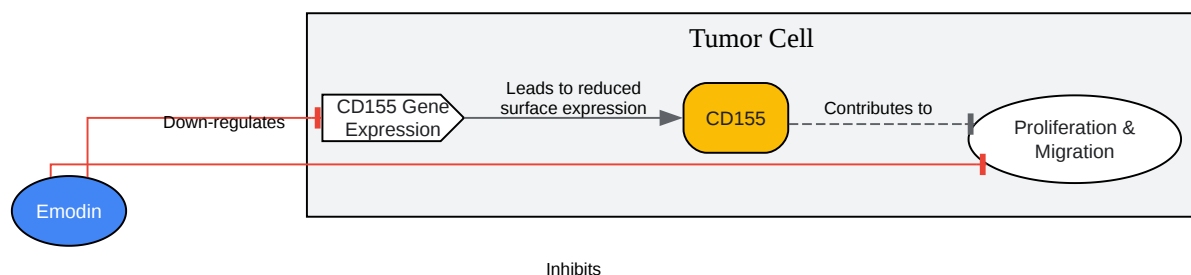 Tumor Cell
Leads to reduced
surface expression
Contributes to
Down-regulates
CD155 Gene
Expression
CD155
Proliferation &
Migration
Emodin
Inhibits